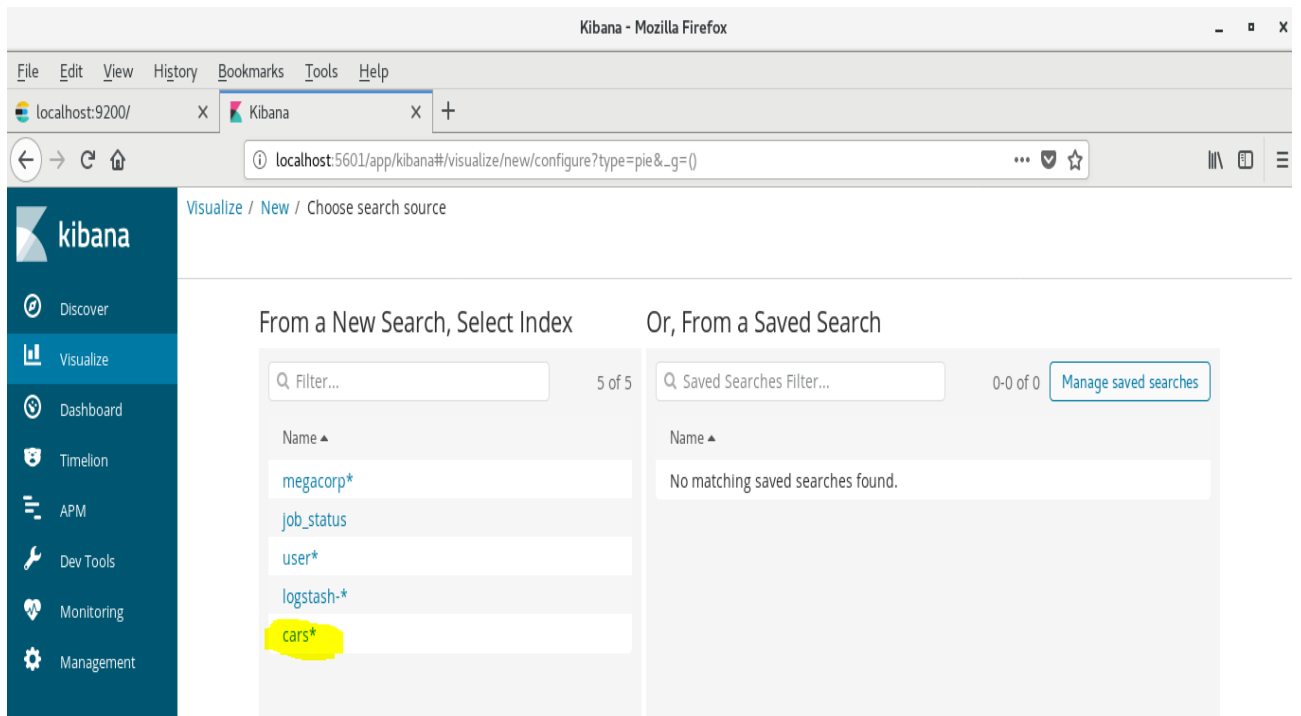 Kibana - Mozilla Firefox
File Edit View History Bookmarks Tools Help
localhost:9200/ Kibana
localhost:5601/app/kibana#/visualize/new/configure?type=pie&_g=()
kibana
Discover
Visualize
Dashboard
Timelion
APM
Dev Tools
Monitoring
Management
Visualize / New / Choose search source
From a New Search, Select Index
Filter... 5 of 5
Name
megacorp*
job_status
user*
logstash-*
cars*
Or, From a Saved Search
Saved Searches Filter... 0-0 of 0 Manage saved searches
Name
No matching saved searches found.